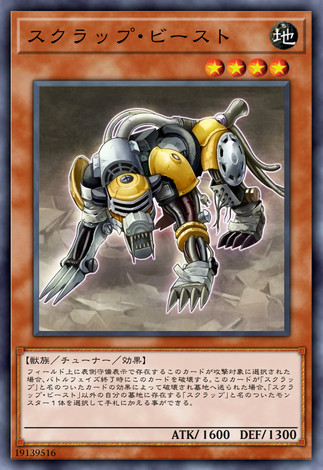 スクラップ・ビースト
地
【獣族／チューナー／効果】
フィールド上に表側守備表示で存在するこのカードが攻撃対象に選択され
た場合、バトルフェイズ終了時にこのカードを破壊する。このカードが「スクラッ
プ」と名のついたカードの効果によって破壊され墓地へ送られた場合、「スクラ
ップ・ビースト」以外の自分の墓地に存在する「スクラップ」と名のついたモン
スター１体を選択して手札に加える事ができる。
ATK/ 1600 DEF/ 1300
19139516